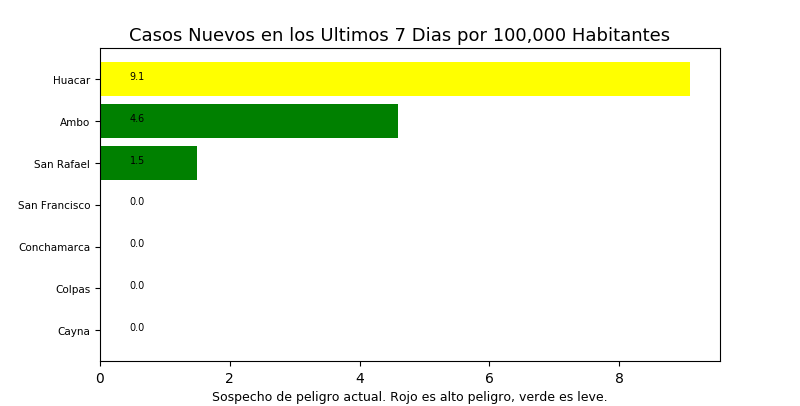 Casos Nuevos en los Ultimos 7 Dias por 100,000 Habitantes
Huacar 9.1
Ambo 4.6
San Rafael 1.5
San Francisco 0.0
Conchamarca 0.0
Colpas 0.0
Cayna 0.0
0 2 4 6 8
Sospecho de peligro actual. Rojo es alto peligro, verde es leve.